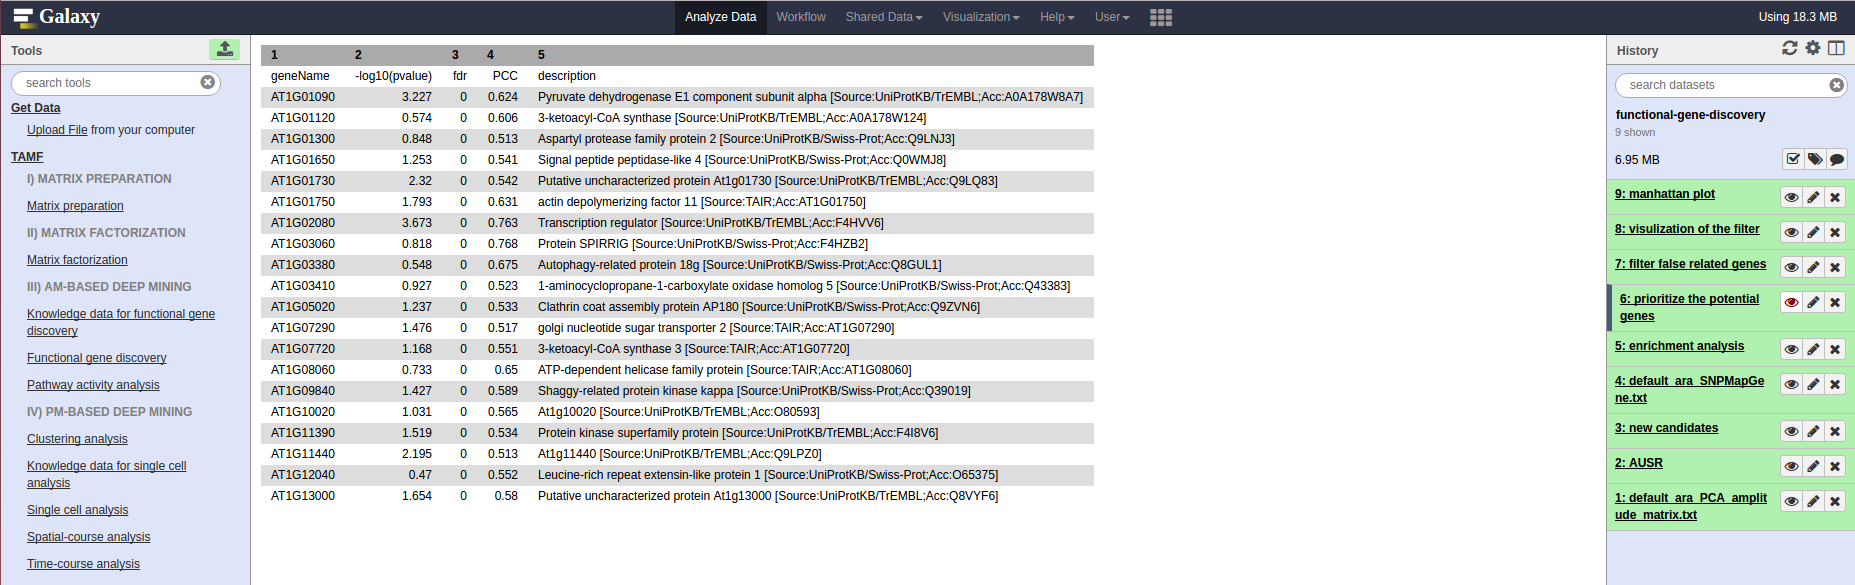 Galaxy
Analyze Data Workflow Shared Data Visualization Help User
Using 18.3 MB
Tools
search tools
Get Data
Upload File from your computer
TAMF
I) MATRIX PREPARATION
Matrix preparation
II) MATRIX FACTORIZATION
Matrix factorization
III) AM-BASED DEEP MINING
Knowledge data for functional gene
discovery
Functional gene discovery
Pathway activity analysis
IV) PM-BASED DEEP MINING
Clustering analysis
Knowledge data for single cell
analysis
Single cell analysis
Spatial-course analysis
Time-course analysis
1 2 3 4 5
geneName -log10(pvalue) fdr PCC description
AT1G01090 3.227 0 0.624 Pyruvate dehydrogenase E1 component subunit alpha [Source:UniProtKB/TrEMBL;Acc:A0A178W8A7]
AT1G01120 0.574 0 0.606 3-ketoacyl-CoA synthase [Source:UniProtKB/TrEMBL;Acc:A0A178W124]
AT1G01300 0.848 0 0.513 Aspartyl protease family protein 2 [Source:UniProtKB/Swiss-Prot;Acc:Q9LNJ3]
AT1G01650 1.253 0 0.541 Signal peptide peptidase-like 4 [Source:UniProtKB/Swiss-Prot;Acc:Q0WMJ8]
AT1G01730 2.32 0 0.542 Putative uncharacterized protein At1g01730 [Source:UniProtKB/TrEMBL;Acc:Q9LQ83]
AT1G01750 1.793 0 0.631 actin depolymerizing factor 11 [Source:TAIR;Acc:AT1G01750]
AT1G02080 3.673 0 0.763 Transcription regulator [Source:UniProtKB/TrEMBL;Acc:F4HVV6]
AT1G03060 0.818 0 0.768 Protein SPIRRIG [Source:UniProtKB/Swiss-Prot;Acc:F4HZB2]
AT1G03380 0.548 0 0.675 Autophagy-related protein 18g [Source:UniProtKB/Swiss-Prot;Acc:Q8GUL1]
AT1G03410 0.927 0 0.523 1-aminocyclopropane-1-carboxylate oxidase homolog 5 [Source:UniProtKB/Swiss-Prot;Acc:Q43383]
AT1G05020 1.237 0 0.533 Clathrin coat assembly protein AP180 [Source:UniProtKB/Swiss-Prot;Acc:Q9ZVN6]
AT1G07290 1.476 0 0.517 golgi nucleotide sugar transporter 2 [Source:TAIR;Acc:AT1G07290]
AT1G07720 1.168 0 0.551 3-ketoacyl-CoA synthase 3 [Source:TAIR;Acc:AT1G07720]
AT1G08060 0.733 0 0.65 ATP-dependent helicase family protein [Source:TAIR;Acc:AT1G08060]
AT1G09840 1.427 0 0.589 Shaggy-related protein kinase kappa [Source:UniProtKB/Swiss-Prot;Acc:Q39019]
AT1G10020 1.031 0 0.565 At1g10020 [Source:UniProtKB/TrEMBL;Acc:O80593]
AT1G11390 1.519 0 0.534 Protein kinase superfamily protein [Source:UniProtKB/TrEMBL;Acc:F4I8V6]
AT1G11440 2.195 0 0.513 At1g11440 [Source:UniProtKB/TrEMBL;Acc:Q9LPZ0]
AT1G12040 0.47 0 0.552 Leucine-rich repeat extensin-like protein 1 [Source:UniProtKB/Swiss-Prot;Acc:O65375]
AT1G13000 1.654 0 0.58 Putative uncharacterized protein At1g13000 [Source:UniProtKB/TrEMBL;Acc:Q8VYF6]
History
search datasets
functional-gene-discovery
9 shown
6.95 MB
9: manhattan plot
8: visulization of the filter
7: filter false related genes
6: prioritize the potential
genes
5: enrichment analysis
4: default_ara_SNPMapGe
ne.txt
3: new candidates
2: AUSR
1: default_ara_PCA_amplit
ude_matrix.txt